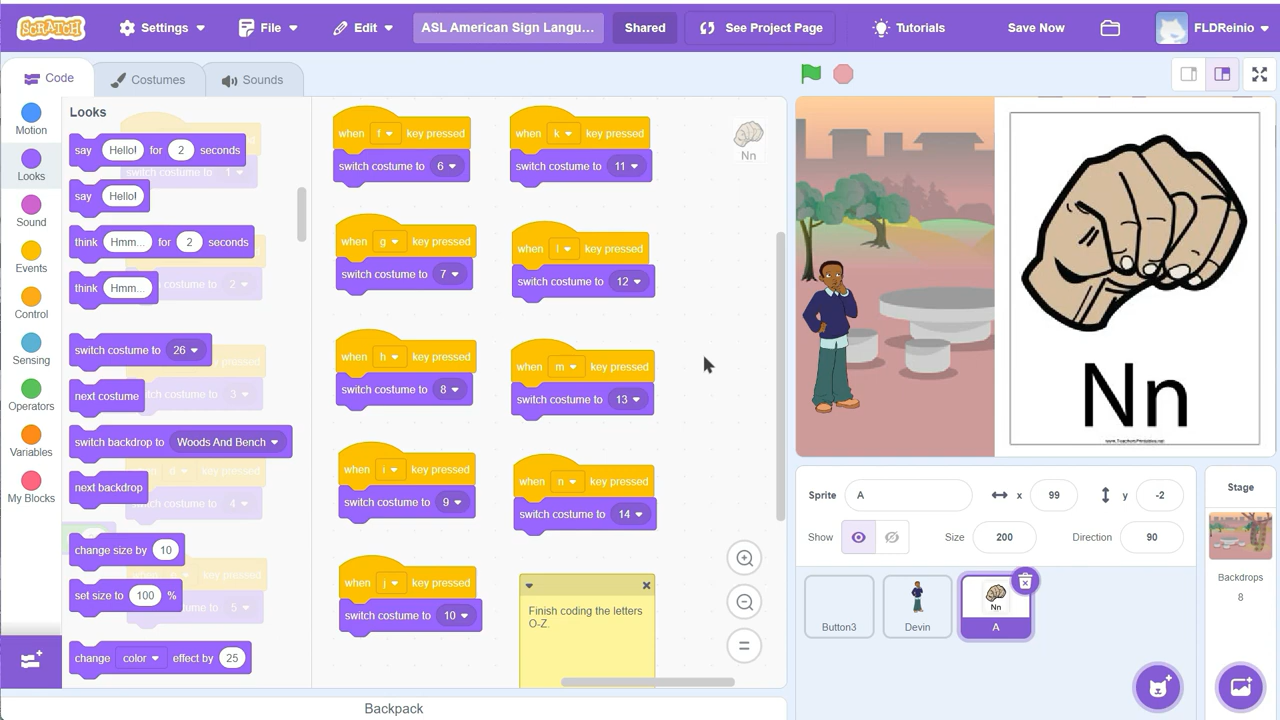 SCRATCH
Settings
File
Edit
ASL American Sign Langu...
Shared
See Project Page
Tutorials
Save Now
FLDReinio
Code
Costumes
Sounds
Motion
Looks
Sound
Events
Control
Sensing
Operators
Variables
My Blocks
Looks
say Hello! for 2 seconds
say Hello!
think Hmm... for 2 seconds
think Hmm...
switch costume to 26
next costume
switch backdrop to Woods And Bench
next backdrop
change size by 10
set size to 100 %
change color effect by 25
when f key pressed
switch costume to 6
when g key pressed
switch costume to 7
when h key pressed
switch costume to 8
when i key pressed
switch costume to 9
when j key pressed
switch costume to 10
when k key pressed
switch costume to 11
when l key pressed
switch costume to 12
when m key pressed
switch costume to 13
when n key pressed
switch costume to 14
Finish coding the letters
O-Z.
Nn
Backpack
Nn
Sprite
A
x
99
y
-2
Show
Size
200
Direction
90
Button3
Devin
Nn
A
Stage
Backdrops
8